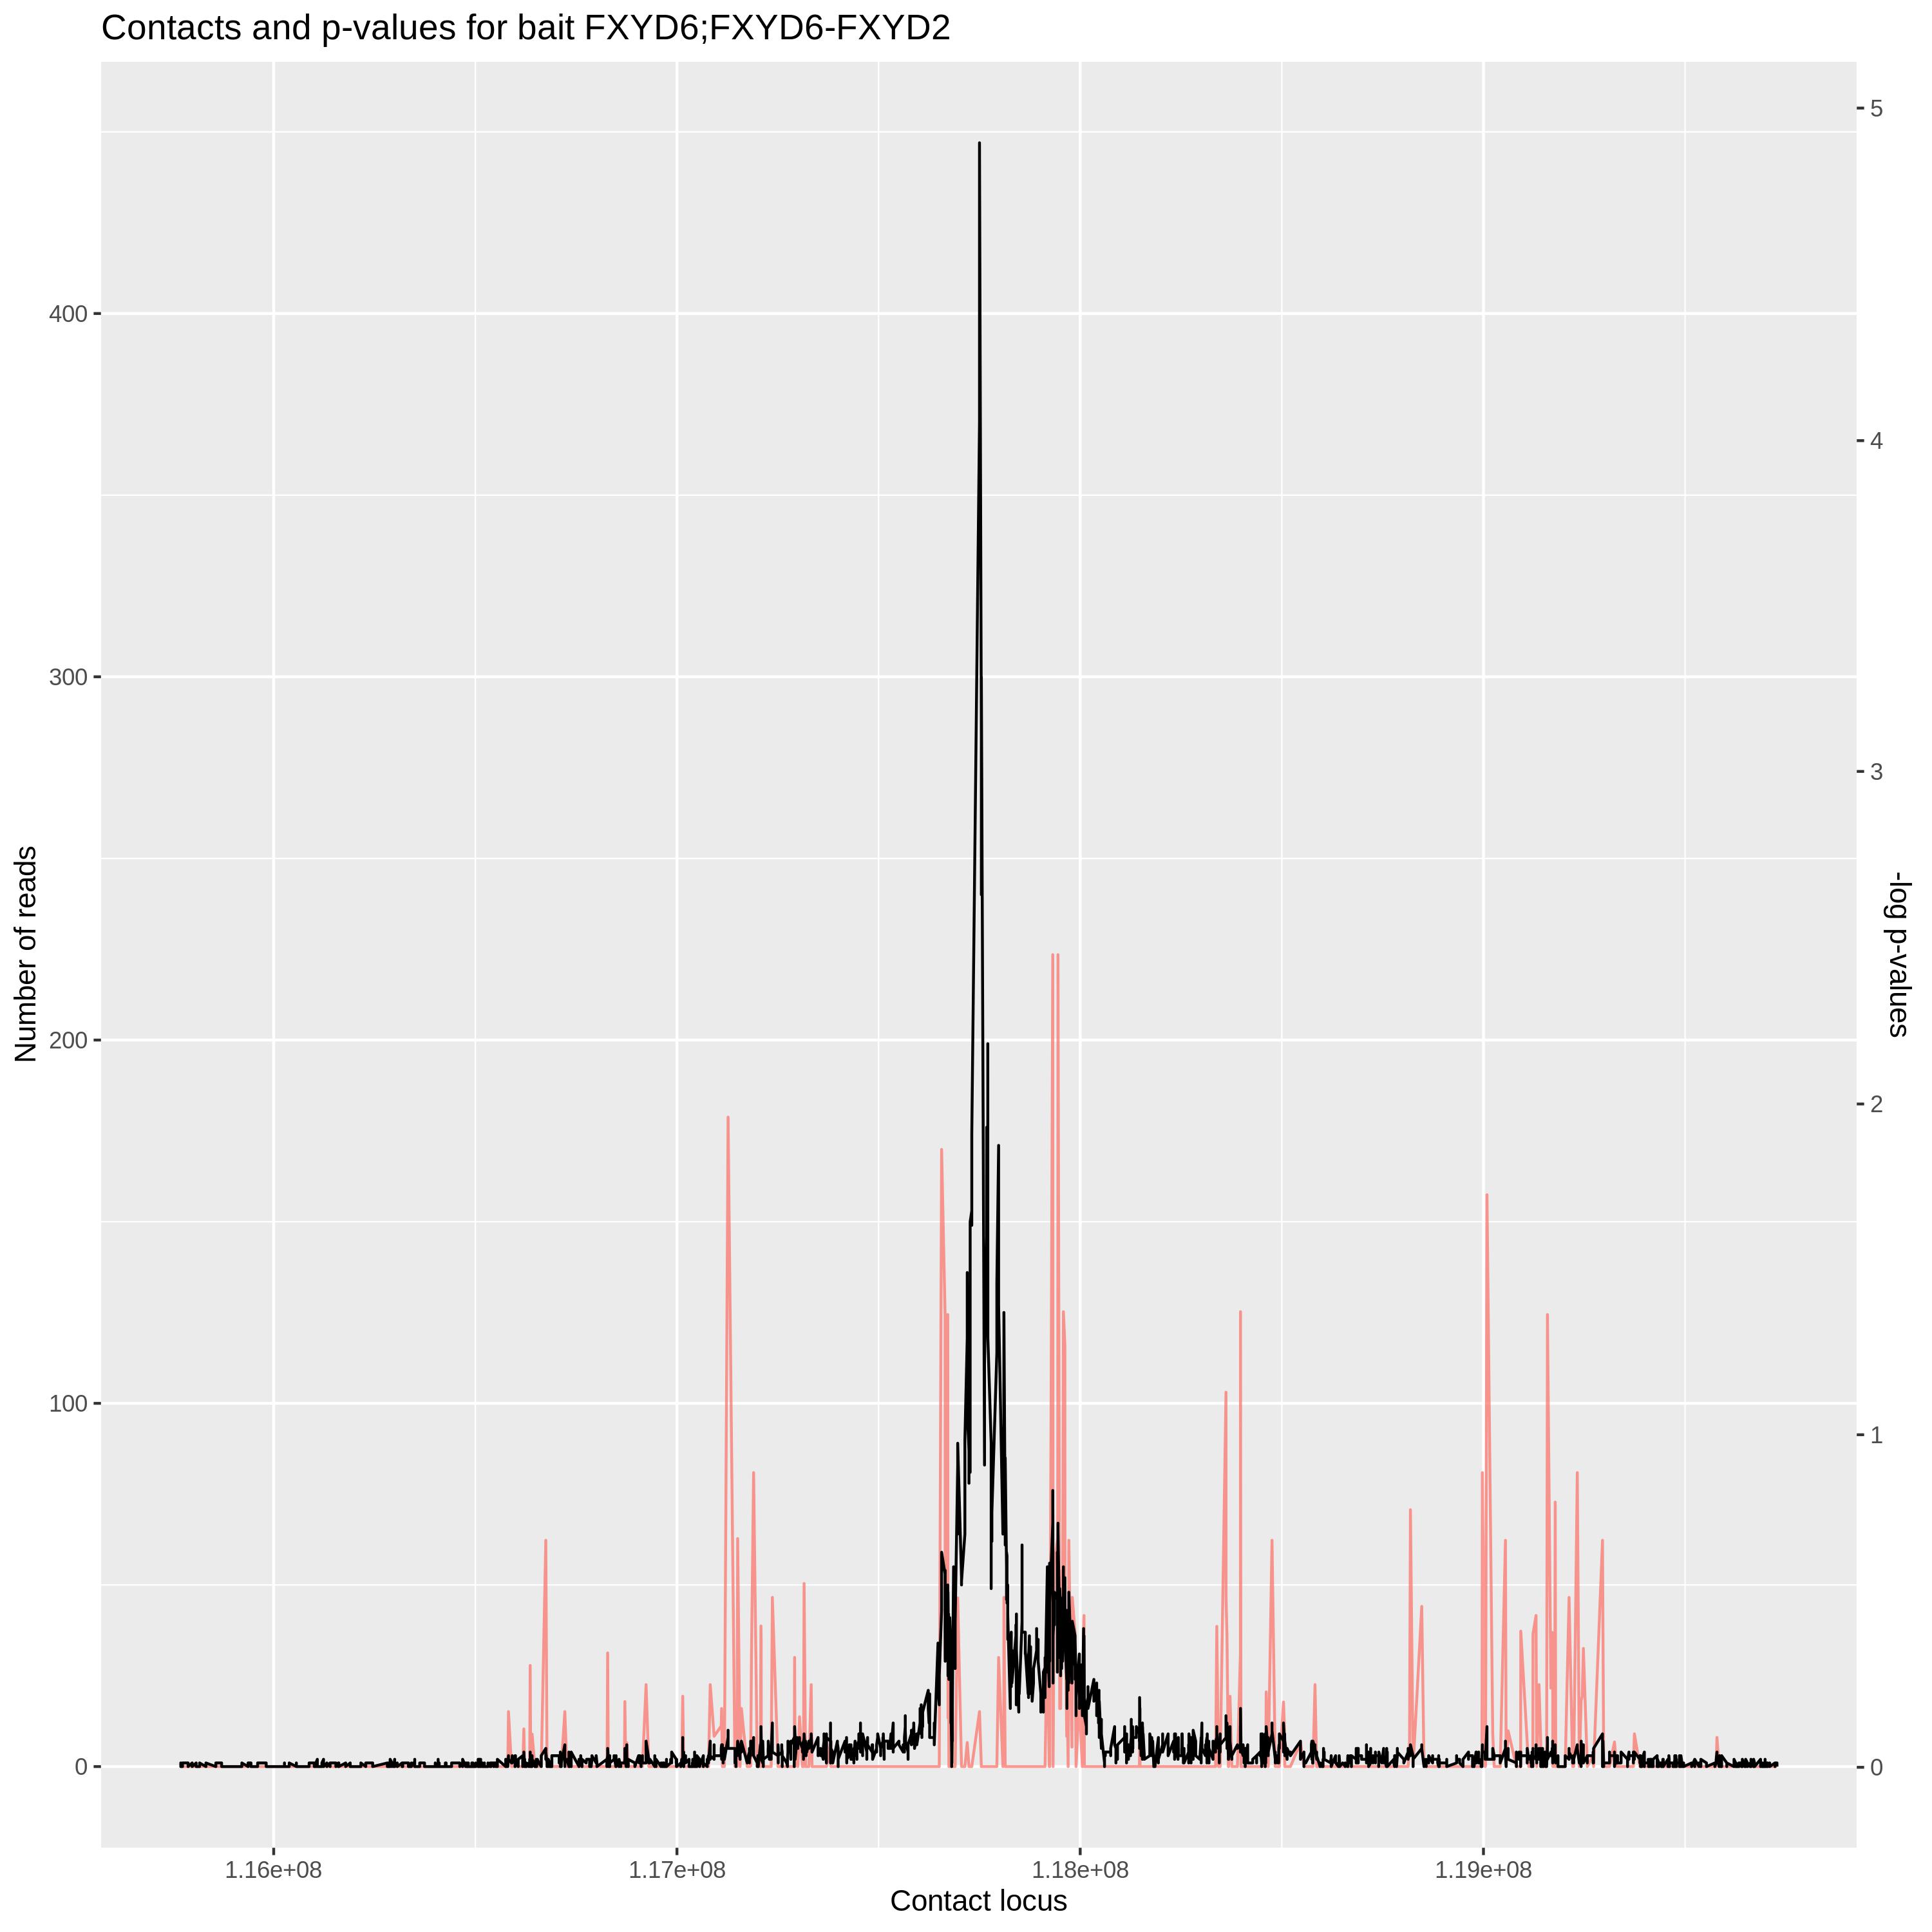 Contacts and p-values for bait FXYD6;FXYD6-FXYD2
5
400
4
300
3
Number of reads
-log p-values
200
2
100
1
0
0
1.16e+08
1.17e+08
1.18e+08
1.19e+08
Contact locus